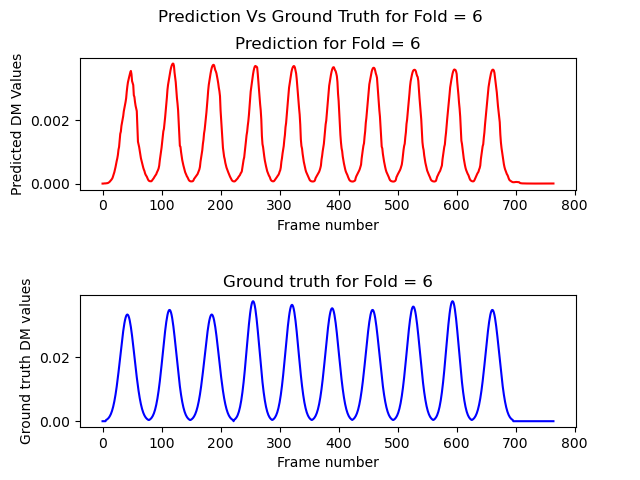 Prediction Vs Ground Truth for Fold = 6
Prediction for Fold = 6
Predicted DM Values
0.002
0.000
0 100 200 300 400 500 600 700 800
Frame number
Ground truth for Fold = 6
Ground truth DM values
0.02
0.00
0 100 200 300 400 500 600 700 800
Frame number